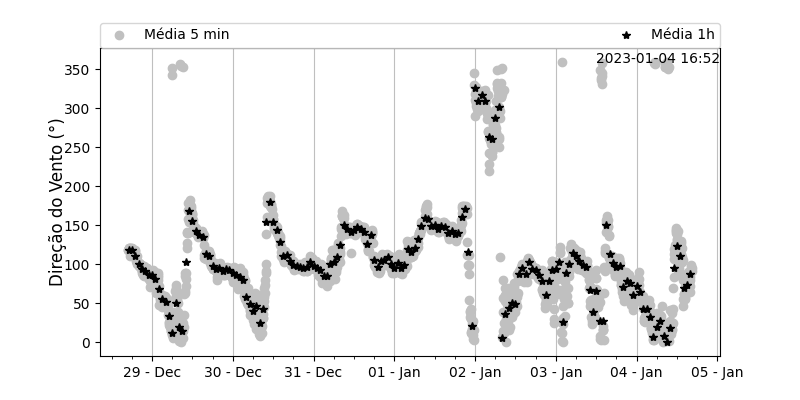 Média 5 min
Média 1h
2023-01-04 16:52
Direção do Vento (°)
350
300
250
200
150
100
50
0
29 - Dec
30 - Dec
31 - Dec
01 - Jan
02 - Jan
03 - Jan
04 - Jan
05 - Jan